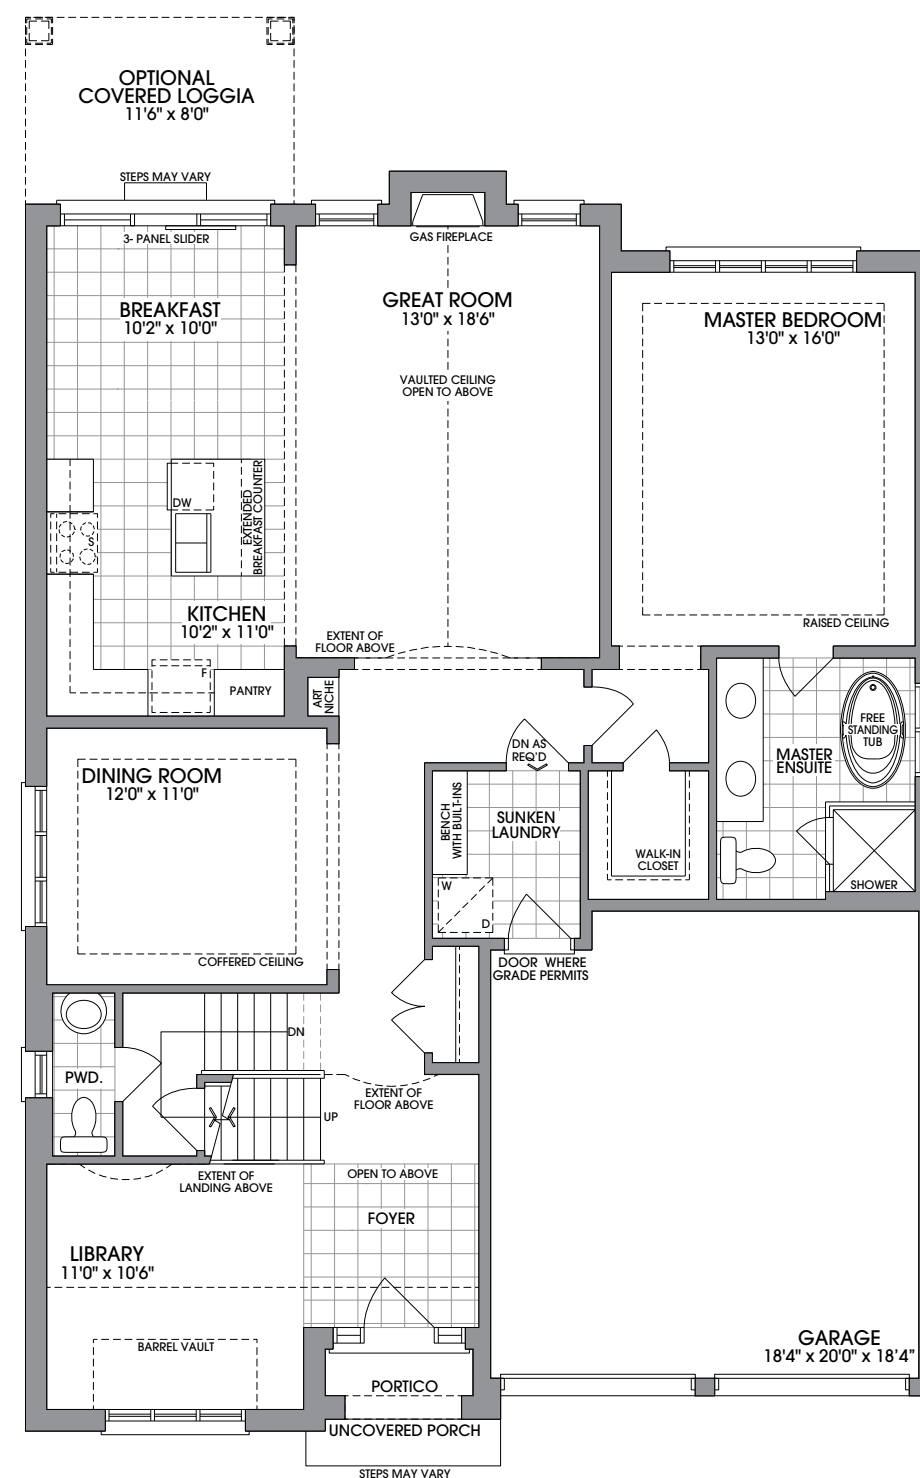 OPTIONAL
COVERED LOGGIA
11'6" x 8'0"
STEPS MAY VARY
3- PANEL SLIDER
GAS FIREPLACE
BREAKFAST
10'2" x 10'0"
GREAT ROOM
13'0" x 18'6"
MASTER BEDROOM
13'0" x 16'0"
VAULTED CEILING
OPEN TO ABOVE
DW
EXTENDED
BREAKFAST COUNTER
S
KITCHEN
10'2" x 11'0"
EXTENT OF
FLOOR ABOVE
RAISED CEILING
F
PANTRY
ART
NICHE
FREE
STANDING
TUB
DN AS
REQ'D
MASTER
ENSUITE
DINING ROOM
12'0" x 11'0"
BENCH
WITH BUILT-INS
SUNKEN
LAUNDRY
WALK-IN
CLOSET
SHOWER
W
D
COFFERED CEILING
DOOR WHERE
GRADE PERMITS
DN
PWD.
EXTENT OF
FLOOR ABOVE
UP
EXTENT OF
LANDING ABOVE
OPEN TO ABOVE
FOYER
LIBRARY
11'0" x 10'6"
BARREL VAULT
GARAGE
18'4" x 20'0" x 18'4"
PORTICO
UNCOVERED PORCH
STEPS MAY VARY